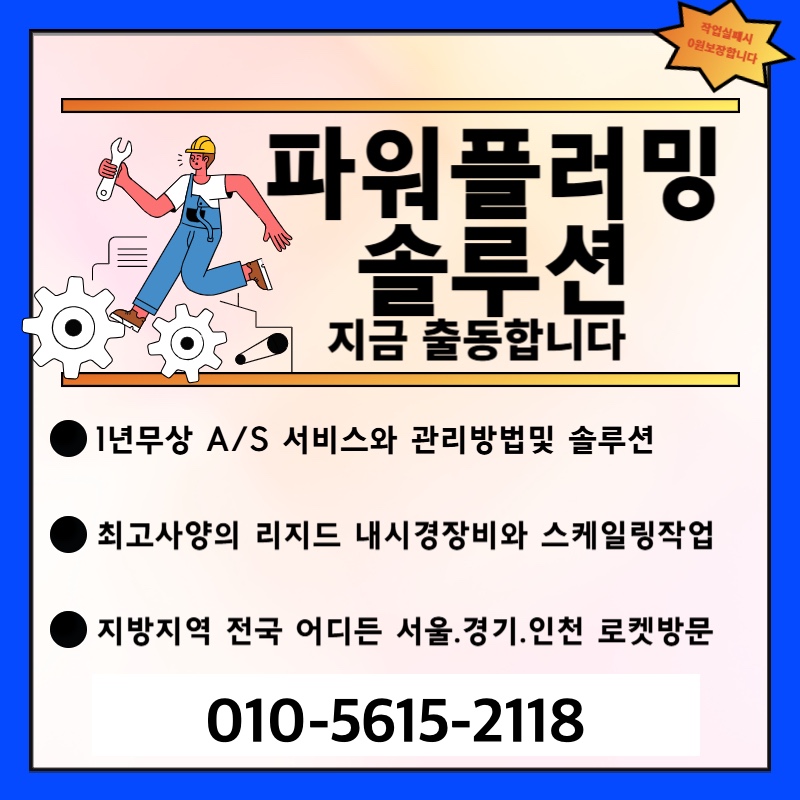 작업실패시
0원보장합니다
파워플러밍
솔루션
지금 출동합니다
1년무상 A/S 서비스와 관리방법및 솔루션
최고사양의 리지드 내시경장비와 스케일링작업
지방지역 전국 어디든 서울.경기.인천 로켓방문
010-5615-2118